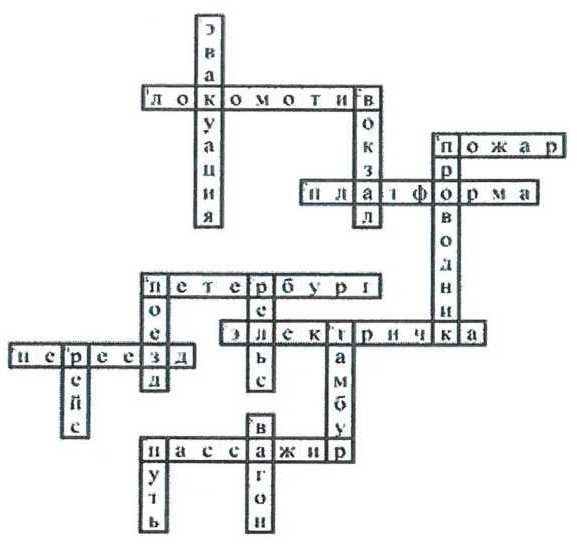 эвакуация
локомотив
вокзал
пожар
проводник
платформа
петербург
поезд
рельс
электричка
тамбур
переезд
рейс
вагон
пассажир
путь